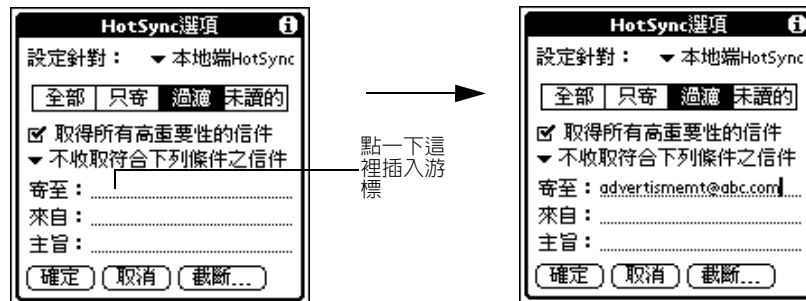 HotSync選項
設定針對： 本地端HotSync
全部 只寄 過濾 未讀的
取得所有高重要性的信件
不收取符合下列條件之信件
寄至：
來自：
主旨：
確定 取消 截斷...
點一下這
裡插入游
標
HotSync選項
設定針對： 本地端HotSync
全部 只寄 過濾 未讀的
取得所有高重要性的信件
不收取符合下列條件之信件
寄至：advertismemt@abc.com
來自：
主旨：
確定 取消 截斷...